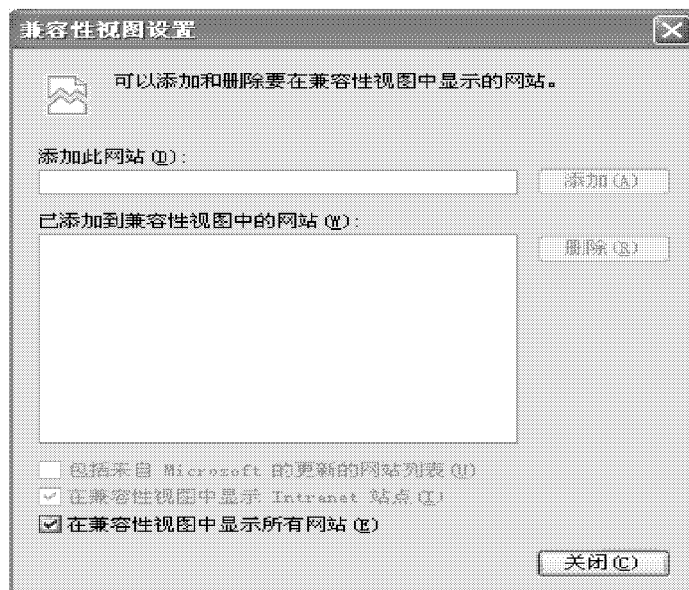 兼容性视图设置
可以添加和删除要在兼容性视图中显示的网站。
添加此网站(D):
添加(A)
已添加到兼容性视图中的网站(W):
删除(R)
包括来自 Microsoft 的更新的网站列表(U)
在兼容性视图中显示 Intranet 站点(I)
在兼容性视图中显示所有网站(E)
关闭(C)